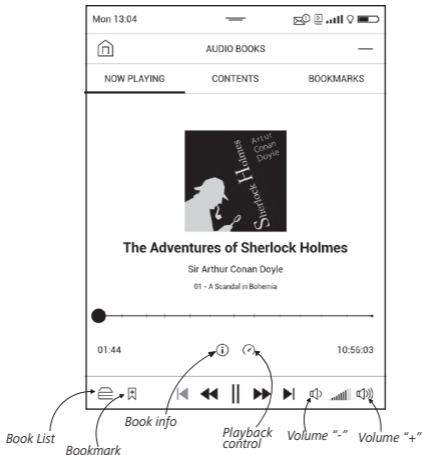 Mon 13:04
AUDIO BOOKS
NOW PLAYING CONTENTS BOOKMARKS
Artur
Conan
Doyle
Sherlock Holmes
The Adventures of Sherlock Holmes
Sir Arthur Conan Doyle
01 - A Scandal in Bohemia
01:44 10:56:03
Book List
Bookmark
Book info
Playback
control
Volume “-”
Volume “+”